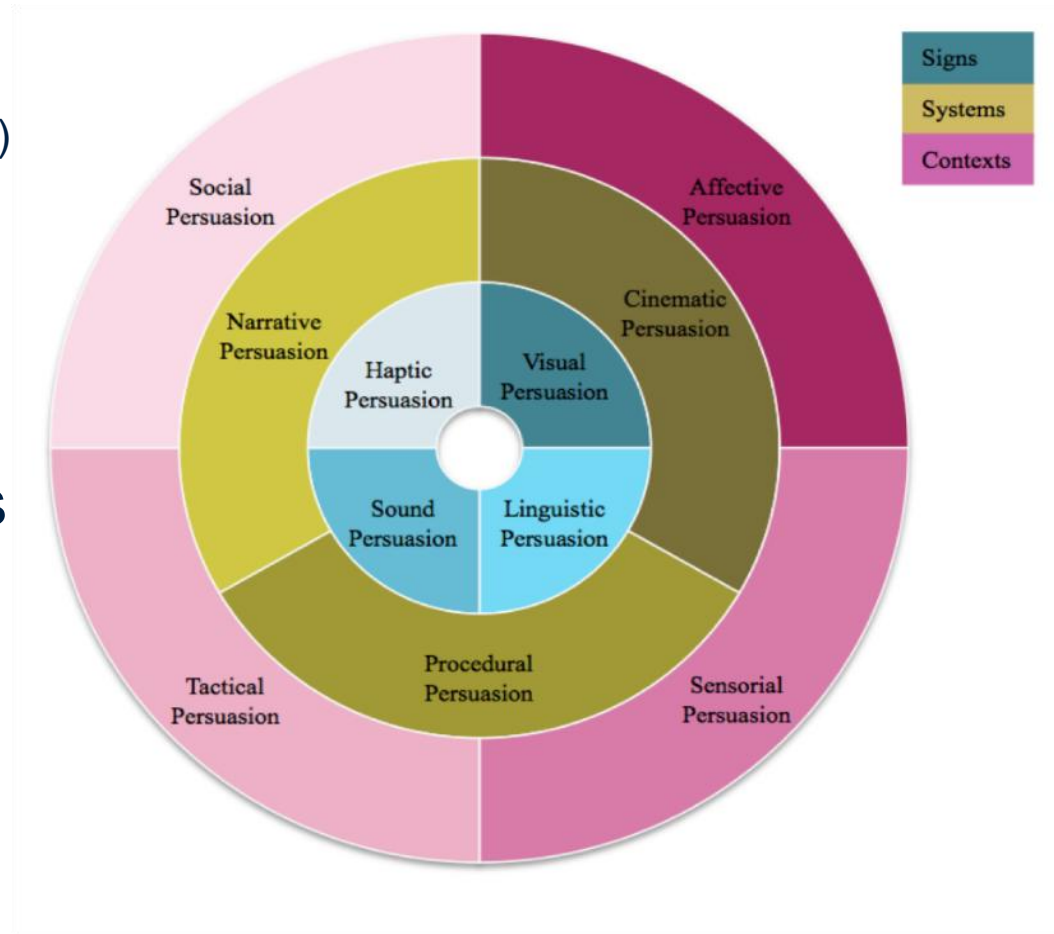 )
s
Signs
Systems
Contexts
Social
Persuasion
Affective
Persuasion
Narrative
Persuasion
Cinematic
Persuasion
Haptic
Persuasion
Visual
Persuasion
Sound
Persuasion
Linguistic
Persuasion
Procedural
Persuasion
Tactical
Persuasion
Sensorial
Persuasion